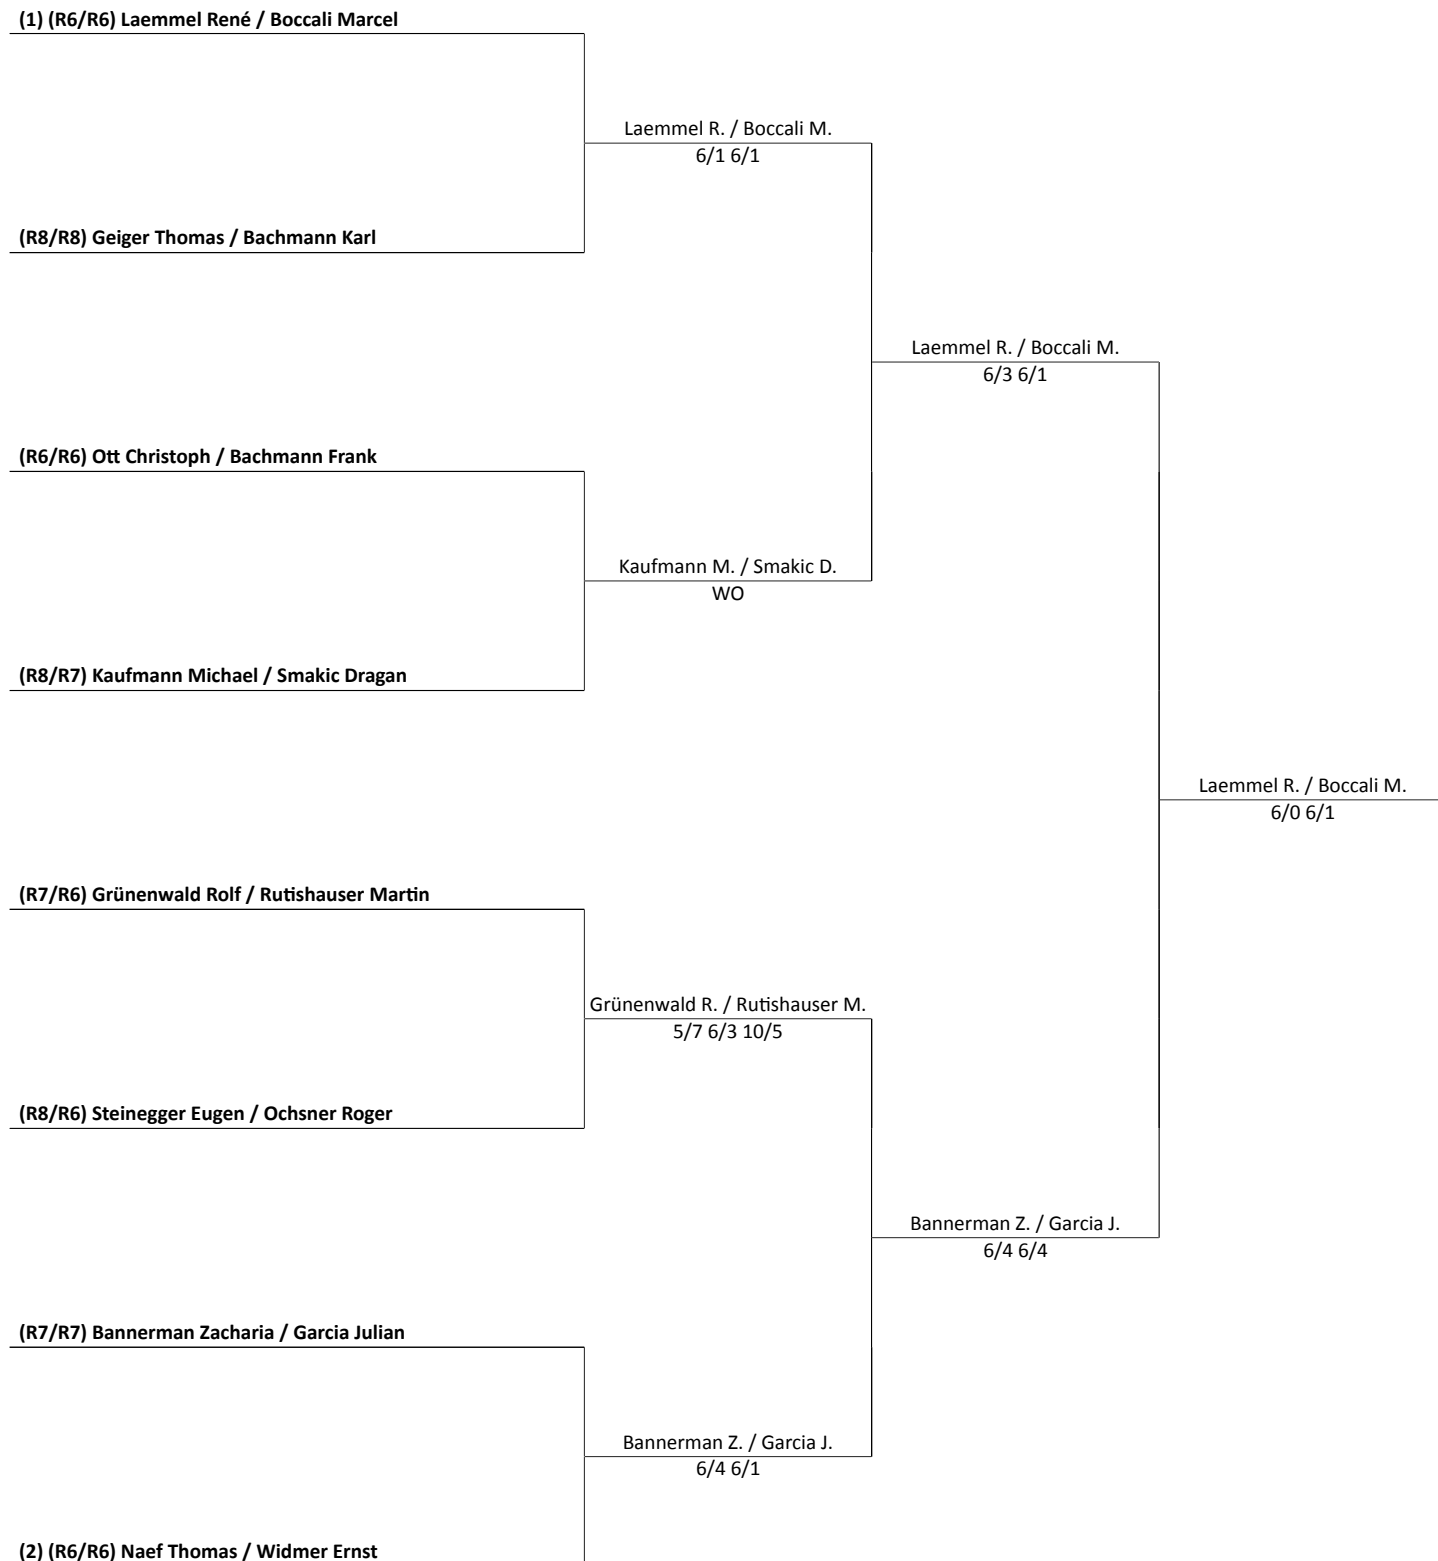 (1) (R6/R6) Laemmel René / Boccali Marcel
Laemmel R. / Boccali M.
6/1 6/1
(R8/R8) Geiger Thomas / Bachmann Karl
Laemmel R. / Boccali M.
6/3 6/1
(R6/R6) Ott Christoph / Bachmann Frank
Kaufmann M. / Smakic D.
WO
(R8/R7) Kaufmann Michael / Smakic Dragan
Laemmel R. / Boccali M.
6/0 6/1
(R7/R6) Grünenwald Rolf / Rutishauser Martin
Grünenwald R. / Rutishauser M.
5/7 6/3 10/5
(R8/R6) Steinegger Eugen / Ochsner Roger
Bannerman Z. / Garcia J.
6/4 6/4
(R7/R7) Bannerman Zacharia / Garcia Julian
Bannerman Z. / Garcia J.
6/4 6/1
(2) (R6/R6) Naef Thomas / Widmer Ernst